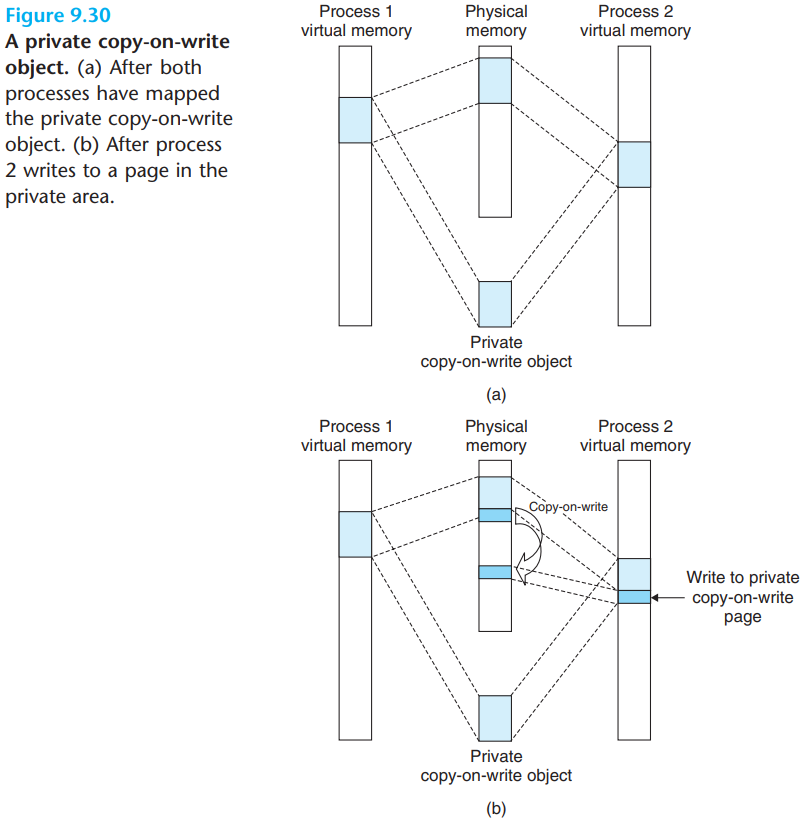 Figure 9.30
A private copy-on-write
object. (a) After both
processes have mapped
the private copy-on-write
object. (b) After process
2 writes to a page in the
private area.
Process 1
virtual memory
Physical
memory
Process 2
virtual memory
Private
copy-on-write object
(a)
Process 1
virtual memory
Physical
memory
Process 2
virtual memory
Copy-on-write
Write to private
copy-on-write
page
Private
copy-on-write object
(b)